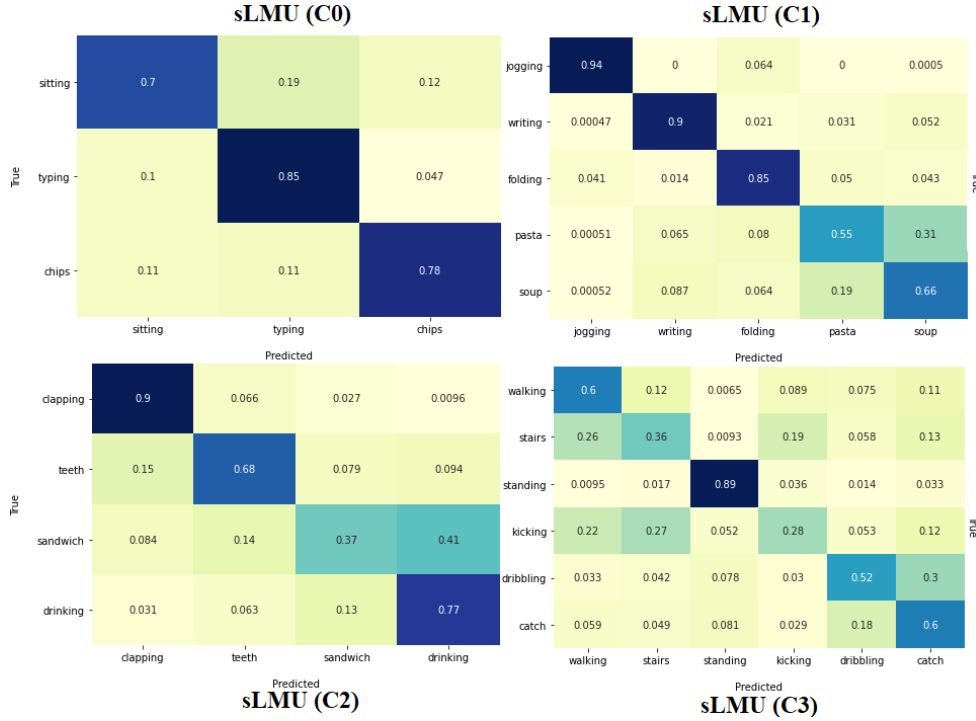 sLMU (C0)
sitting 0.7 0.19 0.12
typing 0.1 0.85 0.047
chips 0.11 0.11 0.78
True
sitting typing chips
Predicted
sLMU (C1)
jogging 0.94 0 0.064 0 0.0005
writing 0.00047 0.9 0.021 0.031 0.052
folding 0.041 0.014 0.85 0.05 0.043
pasta 0.00051 0.065 0.08 0.55 0.31
soup 0.00052 0.087 0.064 0.19 0.66
True
jogging writing folding pasta soup
Predicted
clapping 0.9 0.066 0.027 0.0096
teeth 0.15 0.68 0.079 0.094
sandwich 0.084 0.14 0.37 0.41
drinking 0.031 0.063 0.13 0.77
True
clapping teeth sandwich drinking
Predicted
sLMU (C2)
walking 0.6 0.12 0.0065 0.089 0.075 0.11
stairs 0.26 0.36 0.0093 0.19 0.058 0.13
standing 0.0095 0.017 0.89 0.036 0.014 0.033
kicking 0.22 0.27 0.052 0.28 0.053 0.12
dribbling 0.033 0.042 0.078 0.03 0.52 0.3
catch 0.059 0.049 0.081 0.029 0.18 0.6
True
walking stairs standing kicking dribbling catch
Predicted
sLMU (C3)